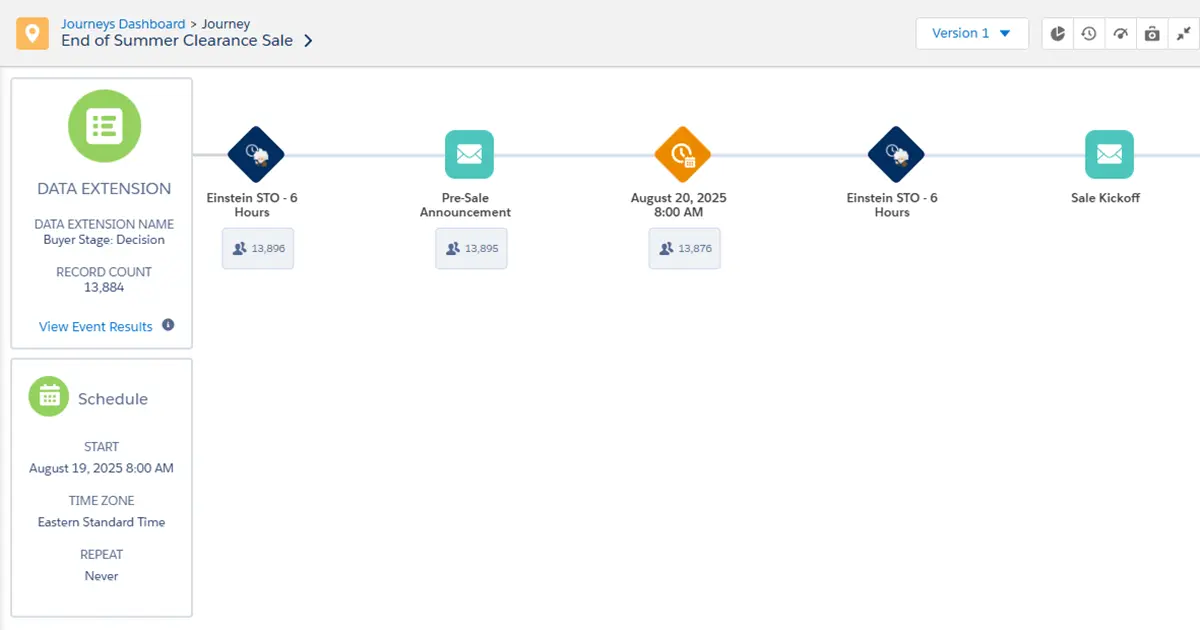 Journeys Dashboard > Journey
End of Summer Clearance Sale
Version 1
DATA EXTENSION
DATA EXTENSION NAME
Buyer Stage: Decision
RECORD COUNT
13,884
View Event Results
Schedule
START
August 19, 2025 8:00 AM
TIME ZONE
Eastern Standard Time
REPEAT
Never
Einstein STO - 6
Hours
13,896
Pre-Sale
Announcement
13,895
August 20, 2025
8:00 AM
13,876
Einstein STO - 6
Hours
Sale Kickoff